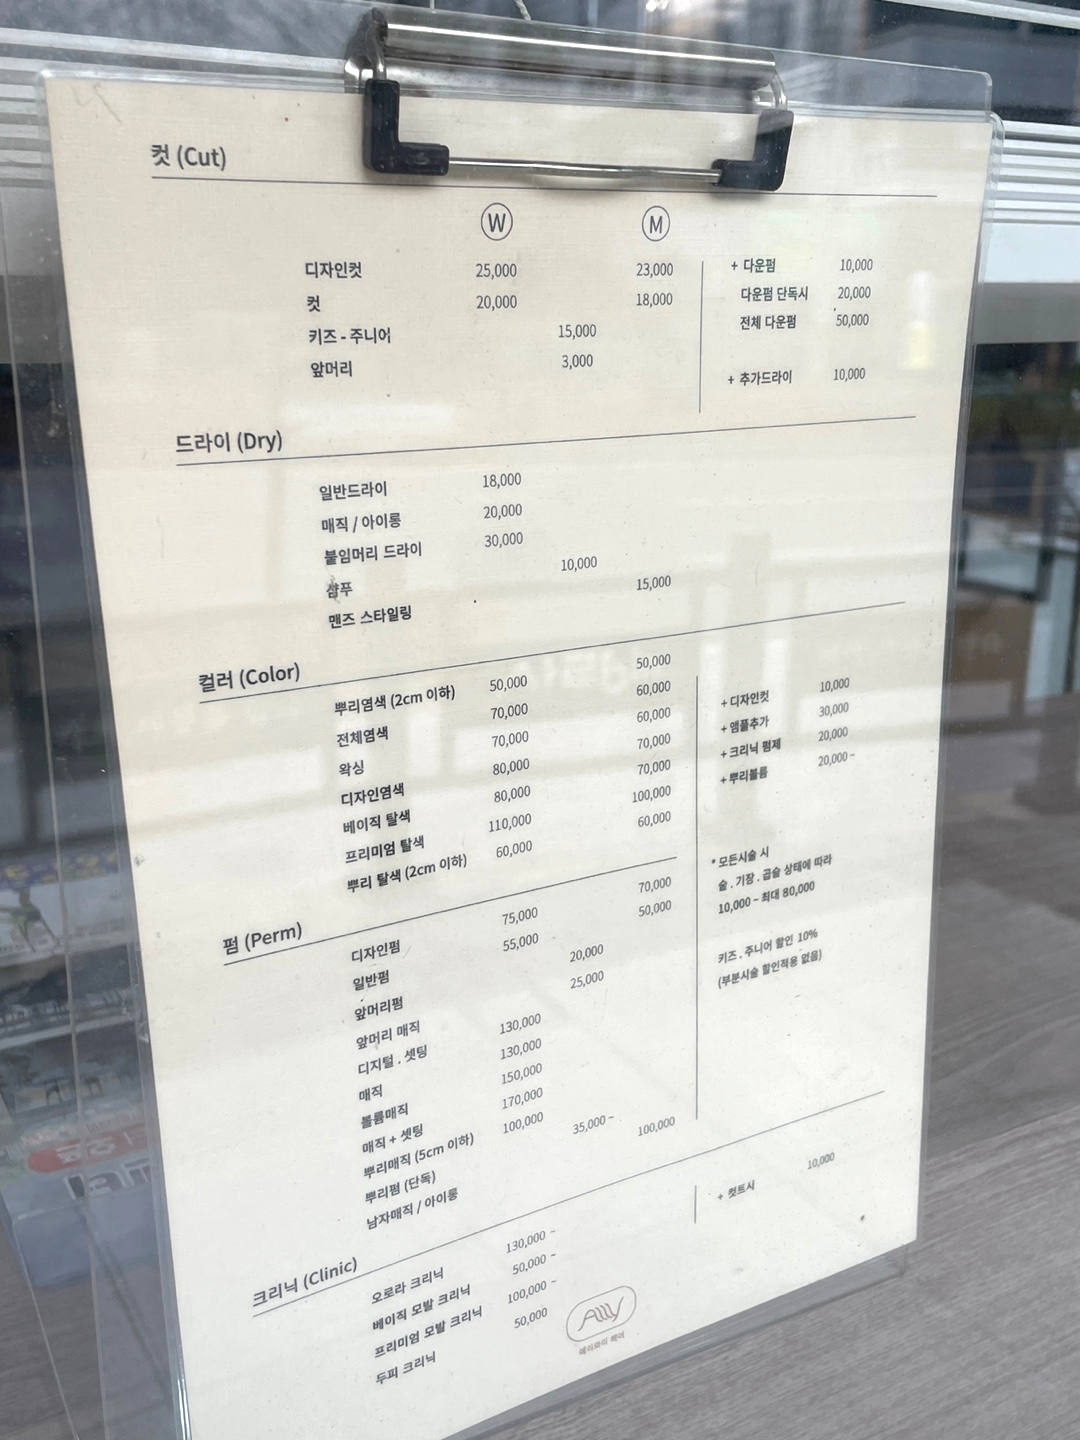 컷 (Cut)
W M
디자인컷 25,000 23,000
컷 20,000 18,000
키즈 - 주니어 15,000
앞머리 3,000
+ 다운펌 10,000
다운펌 단독시 20,000
전체 다운펌 50,000
+ 추가드라이 10,000
드라이 (Dry)
일반드라이 18,000
매직 / 아이롱 20,000
붙임머리 드라이 30,000
샴푸 10,000
맨즈 스타일링 15,000
컬러 (Color)
뿌리염색 (2cm 이하) 50,000 50,000
전체염색 70,000 60,000
왁싱 70,000 60,000
디자인염색 80,000 70,000
베이직 탈색 80,000 70,000
프리미엄 탈색 110,000 100,000
뿌리 탈색 (2cm 이하) 60,000 60,000
+ 디자인컷 10,000
+ 앰플추가 30,000
+ 크리닉 펌제 20,000
+ 뿌리볼륨 20,000 ~
* 모든시술 시
숱 . 기장 . 곱슬 상태에 따라
10,000 ~ 최대 80,000
키즈 . 주니어 할인 10%
(부분시술 할인적용 없음)
펌 (Perm)
디자인펌 75,000 70,000
일반펌 55,000 50,000
앞머리펌 20,000
앞머리 매직 25,000
디지털 . 셋팅 130,000
매직 130,000
볼륨매직 150,000
매직 + 셋팅 170,000
뿌리매직 (5cm 이하) 100,000
뿌리펌 (단독) 35,000 ~
남자매직 / 아이롱 100,000
크리닉 (Clinic)
오로라 크리닉 130,000 ~
베이직 모발 크리닉 50,000 ~
프리미엄 모발 크리닉 100,000 ~
두피 크리닉 50,000
+ 컷트시 10,000